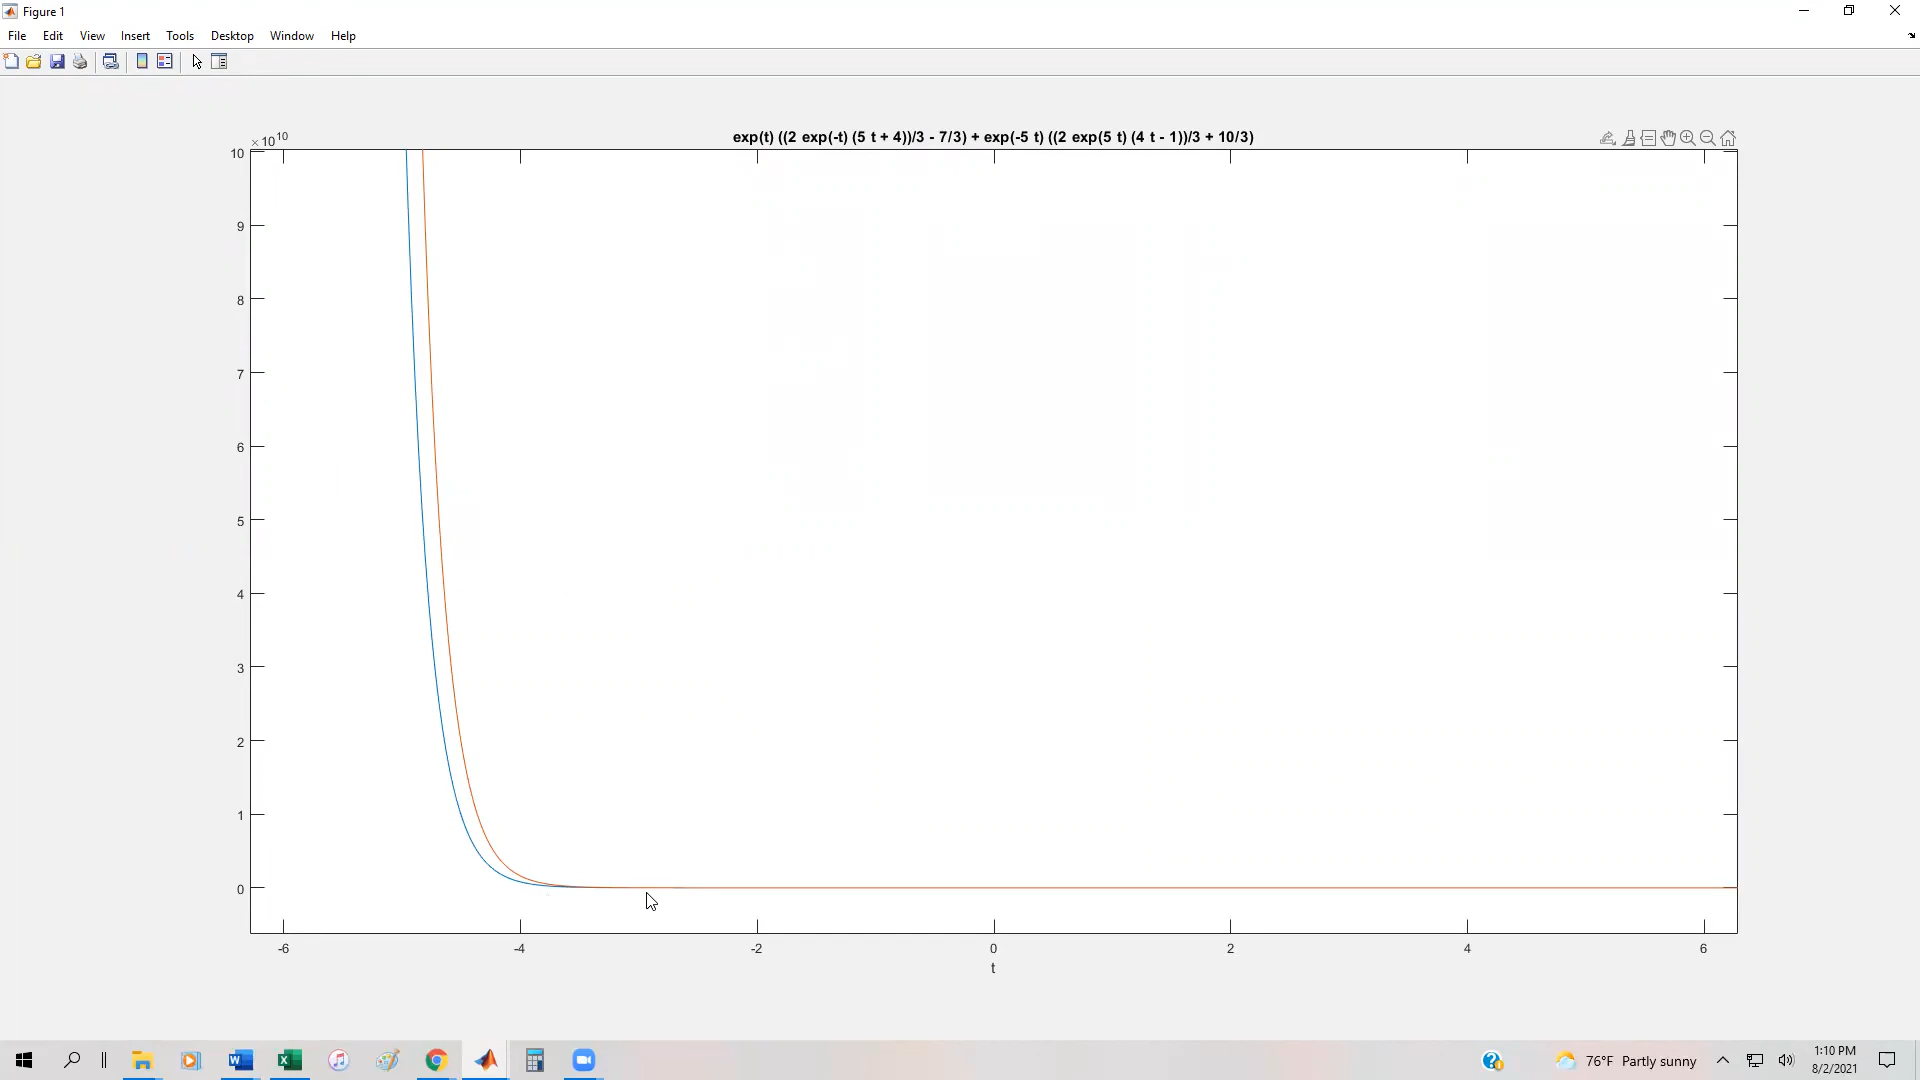 Figure 1
File Edit View Insert Tools Desktop Window Help
×10^10
exp(t) ((2 exp(-t) (5 t + 4))/3 - 7/3) + exp(-5 t) ((2 exp(5 t) (4 t - 1))/3 + 10/3)
10
9
8
7
6
5
4
3
2
1
0
-6 -4 -2 0 2 4 6
t
76°F Partly sunny
1:10 PM
8/2/2021